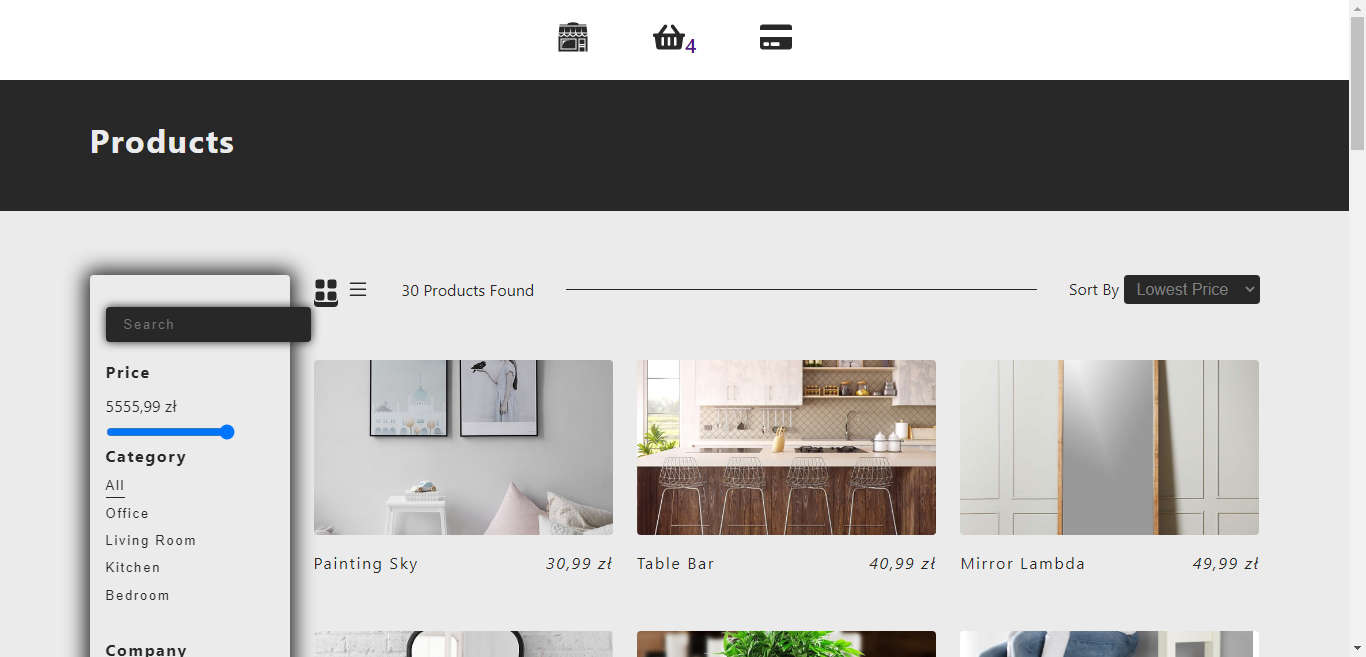 4
Products
Search
Price
5555,99 zł
Category
All
Office
Living Room
Kitchen
Bedroom
Company
30 Products Found
Sort By Lowest Price
Painting Sky 30,99 zł
Table Bar 40,99 zł
Mirror Lambda 49,99 zł